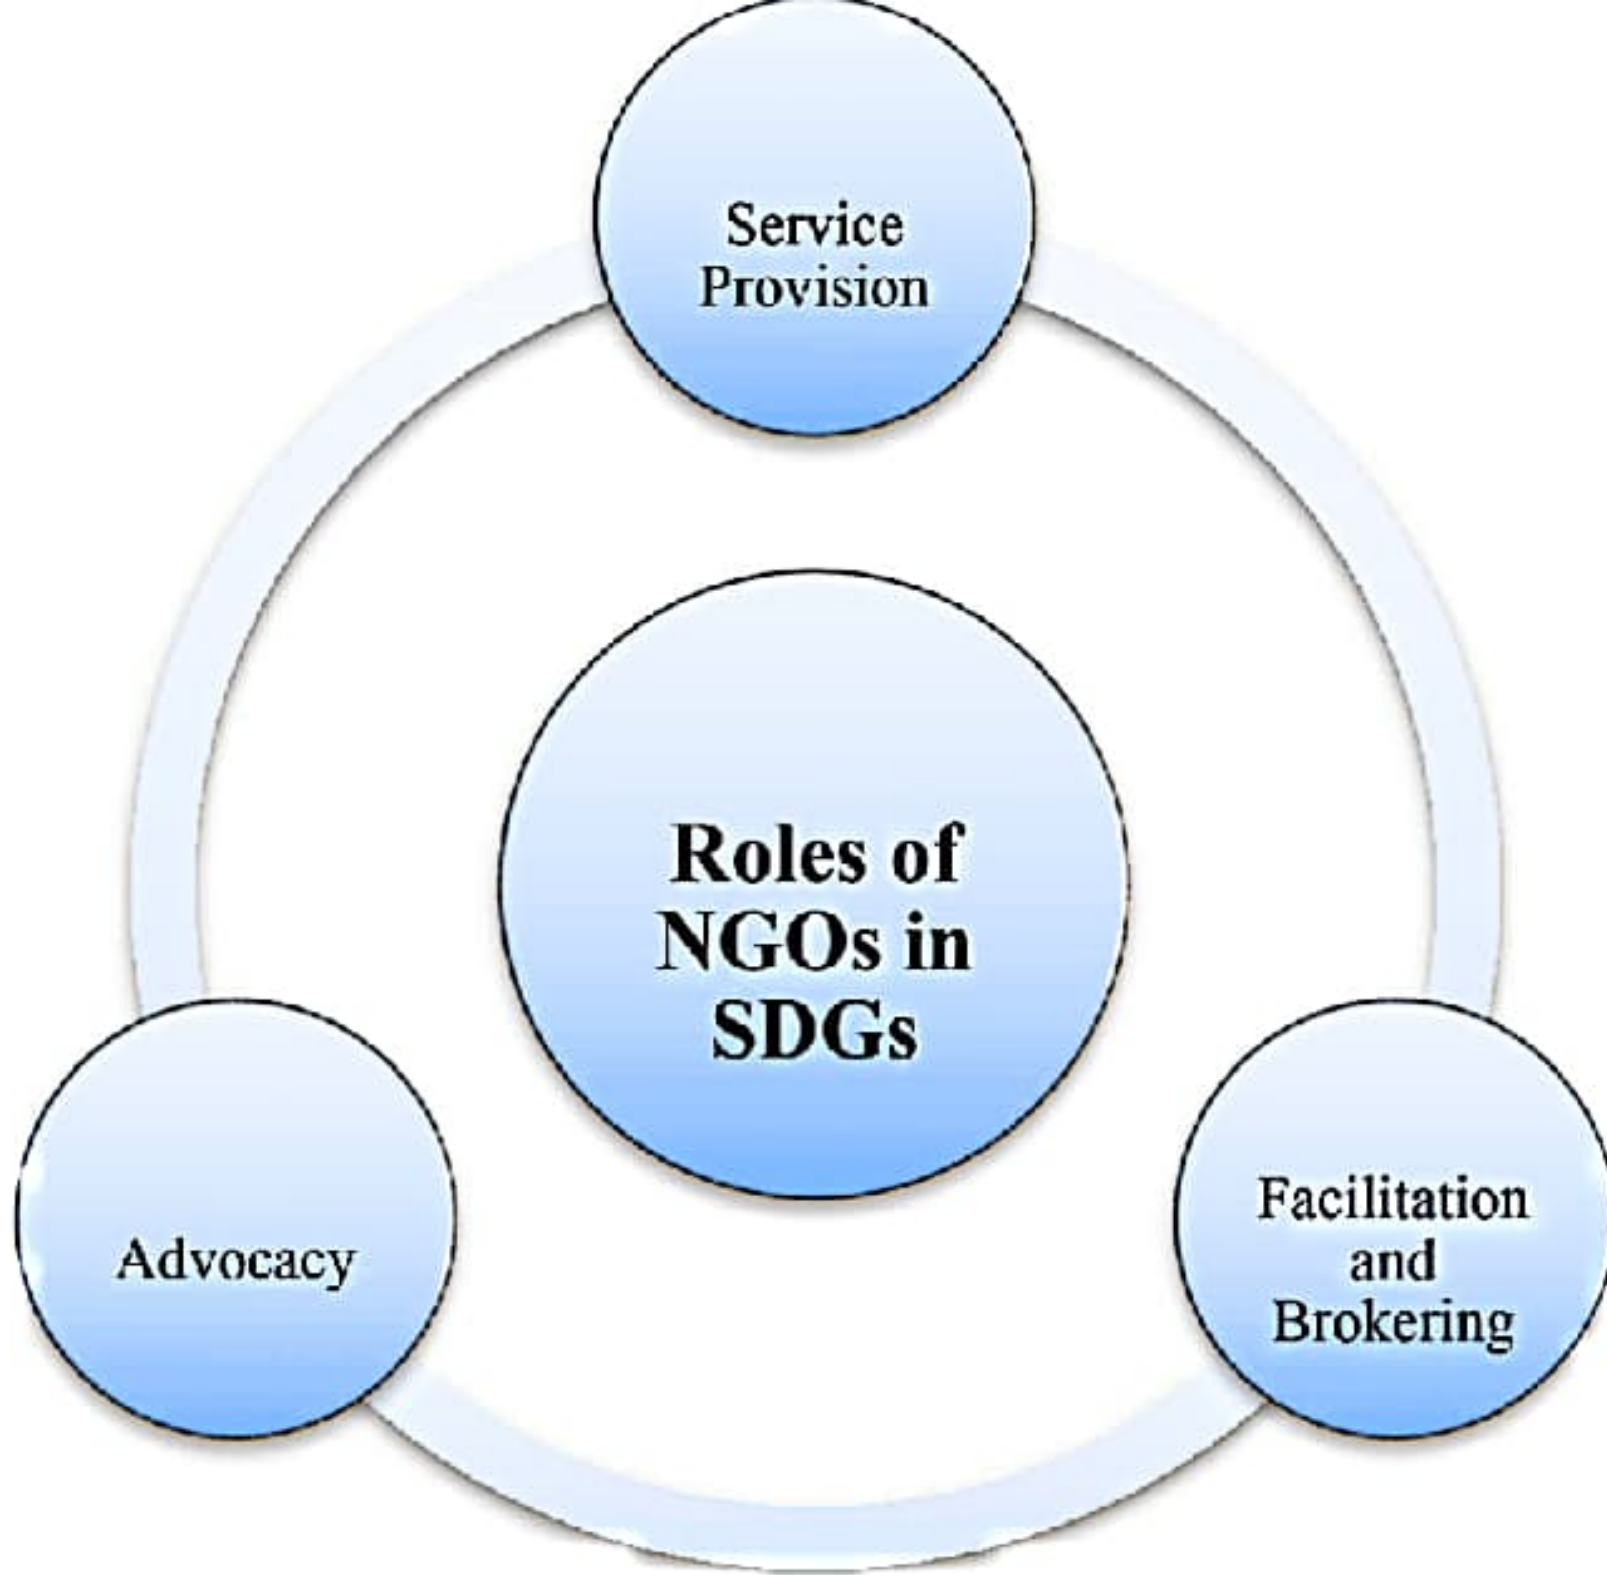 Service
Provision
Roles of
NGOs in
SDGs
Advocacy
Facilitation
and
Brokering